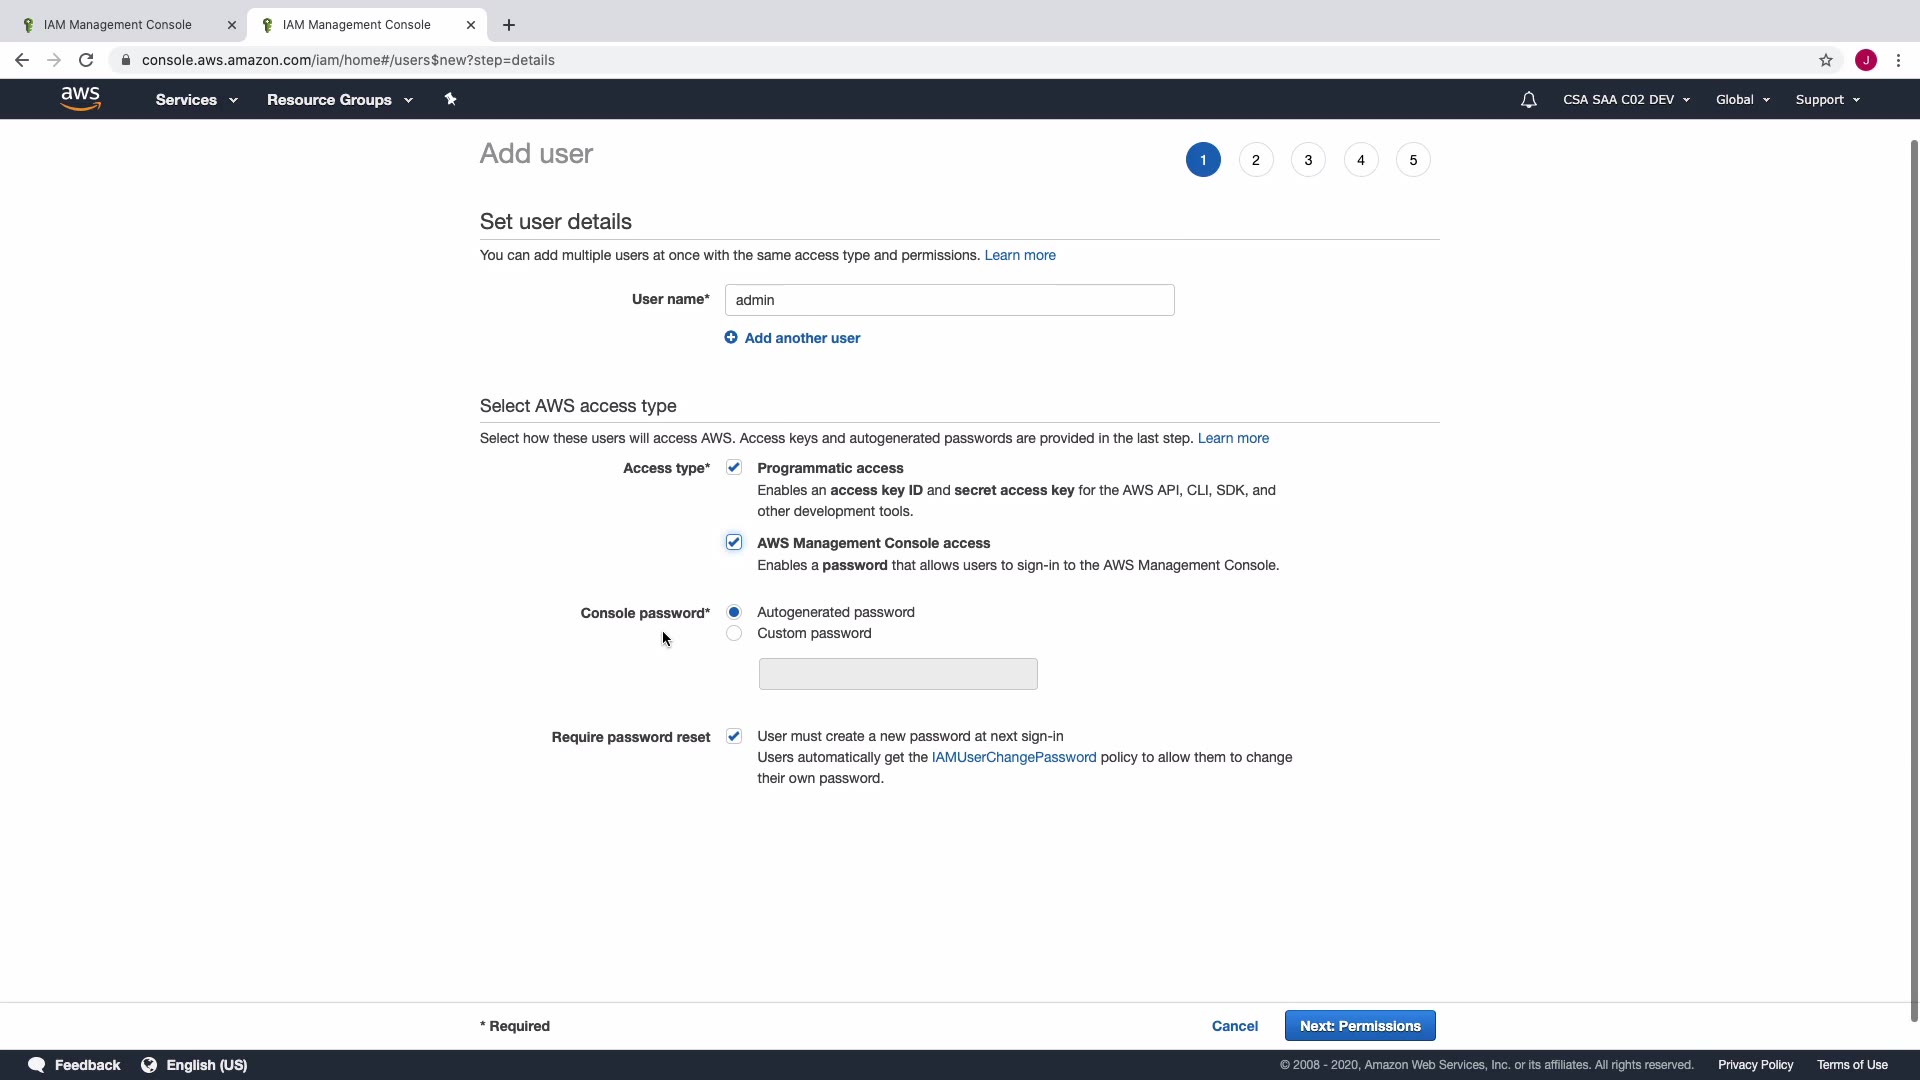 IAM Management Console
IAM Management Console
console.aws.amazon.com/iam/home#/users$new?step=details
J
aws
Services
Resource Groups
CSA SAA C02 DEV
Global
Support
Add user
1
2
3
4
5
Set user details
You can add multiple users at once with the same access type and permissions. Learn more
User name*
admin
Add another user
Select AWS access type
Select how these users will access AWS. Access keys and autogenerated passwords are provided in the last step. Learn more
Access type*
Programmatic access
Enables an access key ID and secret access key for the AWS API, CLI, SDK, and
other development tools.
AWS Management Console access
Enables a password that allows users to sign-in to the AWS Management Console.
Console password*
Autogenerated password
Custom password
Require password reset
User must create a new password at next sign-in
Users automatically get the IAMUserChangePassword policy to allow them to change
their own password.
* Required
Cancel
Next: Permissions
Feedback
English (US)
© 2008 - 2020, Amazon Web Services, Inc. or its affiliates. All rights reserved.
Privacy Policy
Terms of Use